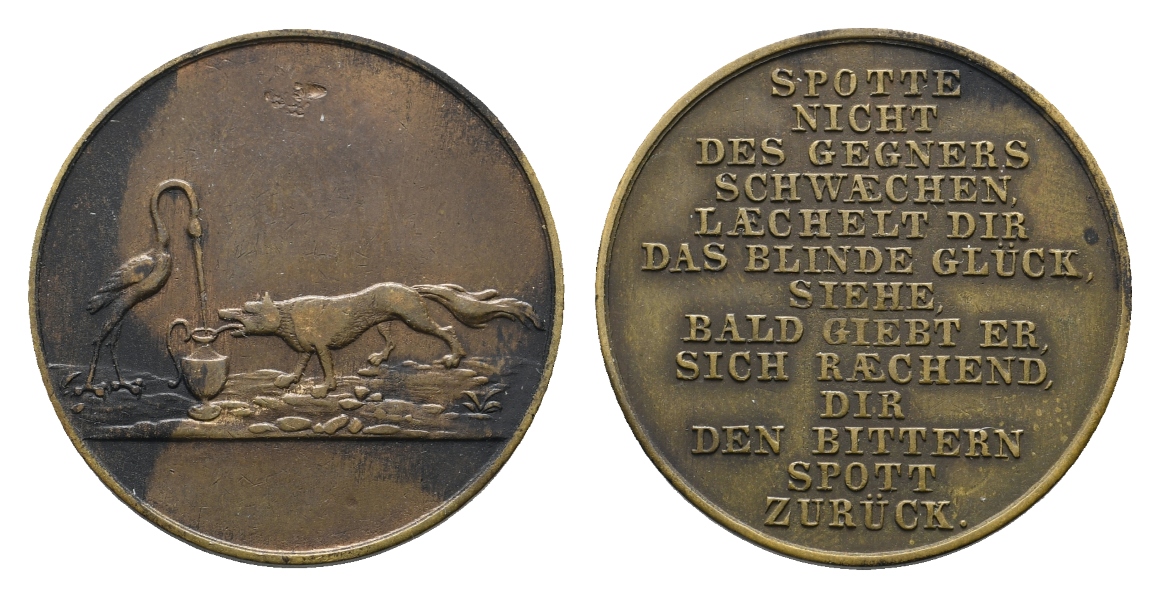 SPOTTE
NICHT
DES GEGNERS
SCHWÆCHEN,
LÆCHELT DIR
DAS BLINDE GLÜCK,
SIEHE,
BALD GIEBT ER,
SICH RÆCHEND,
DIR
DEN BITTERN
SPOTT
ZURÜCK.